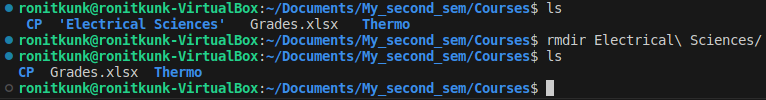 ronitkunk@ronitkunk-VirtualBox:~/Documents/My_second_sem/Courses$ ls
 CP  'Electrical Sciences'   Grades.xlsx   Thermo
ronitkunk@ronitkunk-VirtualBox:~/Documents/My_second_sem/Courses$ rmdir Electrical\ Sciences/
ronitkunk@ronitkunk-VirtualBox:~/Documents/My_second_sem/Courses$ ls
CP  Grades.xlsx  Thermo
ronitkunk@ronitkunk-VirtualBox:~/Documents/My_second_sem/Courses$